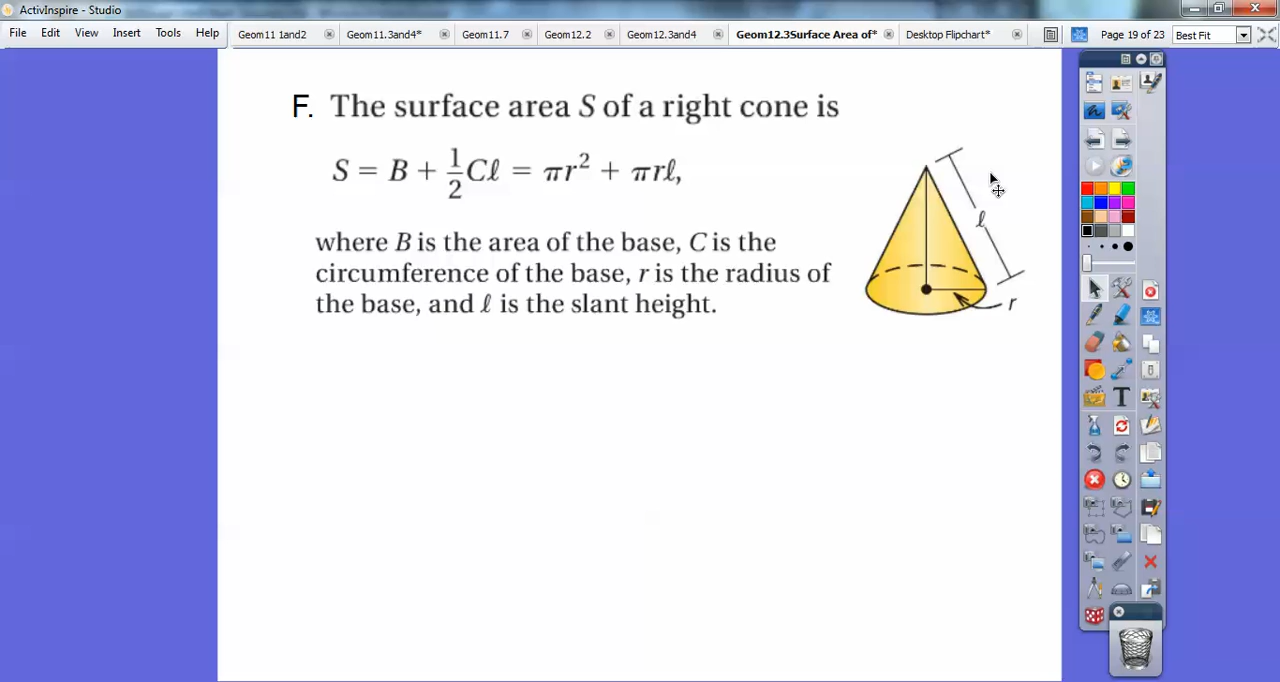 ActivInspire - Studio
File Edit View Insert Tools Help Geom11 1and2 Geom11.3and4* Geom11.7 Geom12.2 Geom12.3and4 Geom12.3Surface Area of* Desktop Flipchart* Page 19 of 23 Best Fit
F. The surface area S of a right cone is
S = B + 1/2 Cℓ = πr² + πrℓ,
where B is the area of the base, C is the
circumference of the base, r is the radius of
the base, and ℓ is the slant height.
ℓ
r